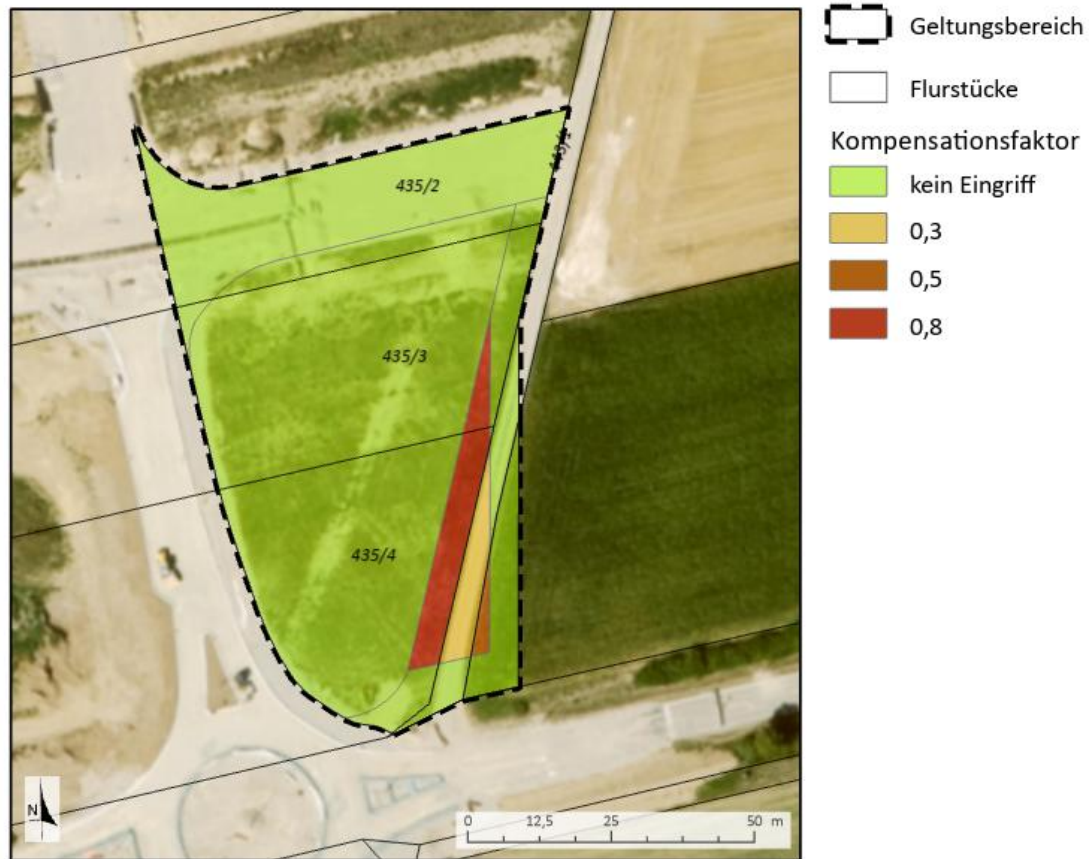 Geltungsbereich
Flurstücke
Kompensationsfaktor
kein Eingriff
0,3
0,5
0,8
435/2
435/3
435/4
N
0 12,5 25 50 m